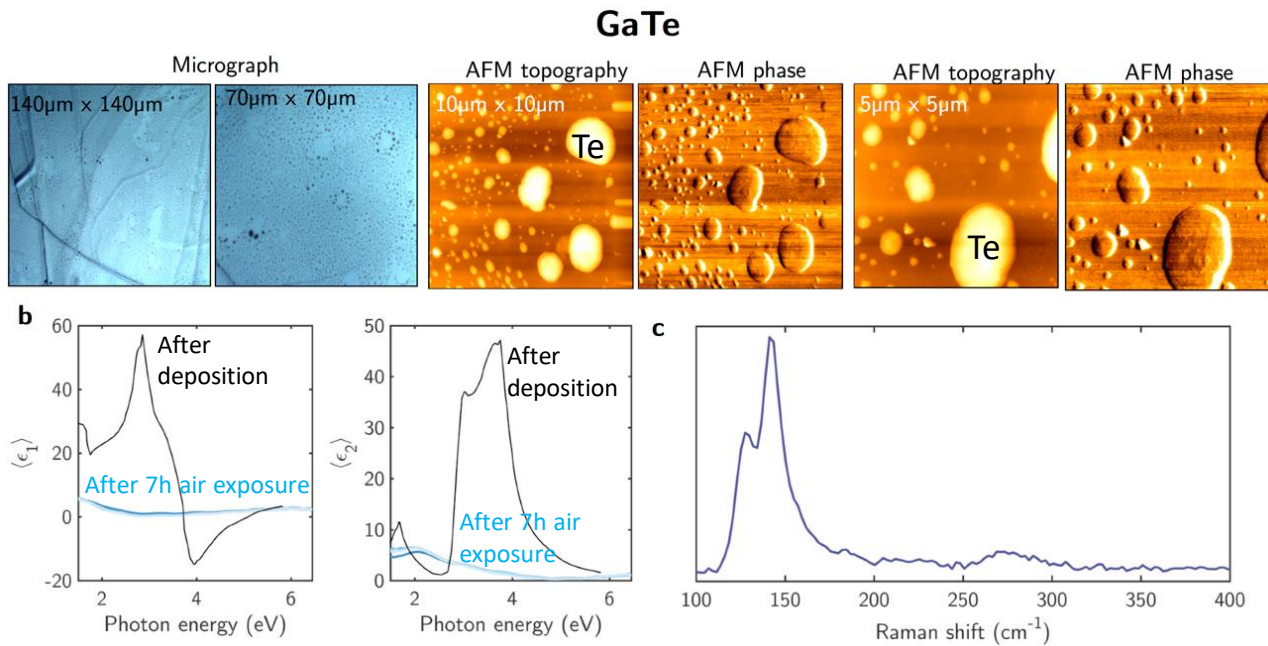 GaTe
Micrograph
AFM topography
AFM phase
AFM topography
AFM phase
140μm x 140μm
70μm x 70μm
10μm x 10μm
5μm x 5μm
Te
Te
b
60
40
20
0
-20
⟨ϵ₁⟩
After
deposition
After 7h air exposure
2
4
6
Photon energy (eV)
50
40
30
20
10
0
⟨ϵ₂⟩
After
deposition
After 7h air
exposure
2
4
6
Photon energy (eV)
c
100
150
200
250
300
350
400
Raman shift (cm⁻¹)